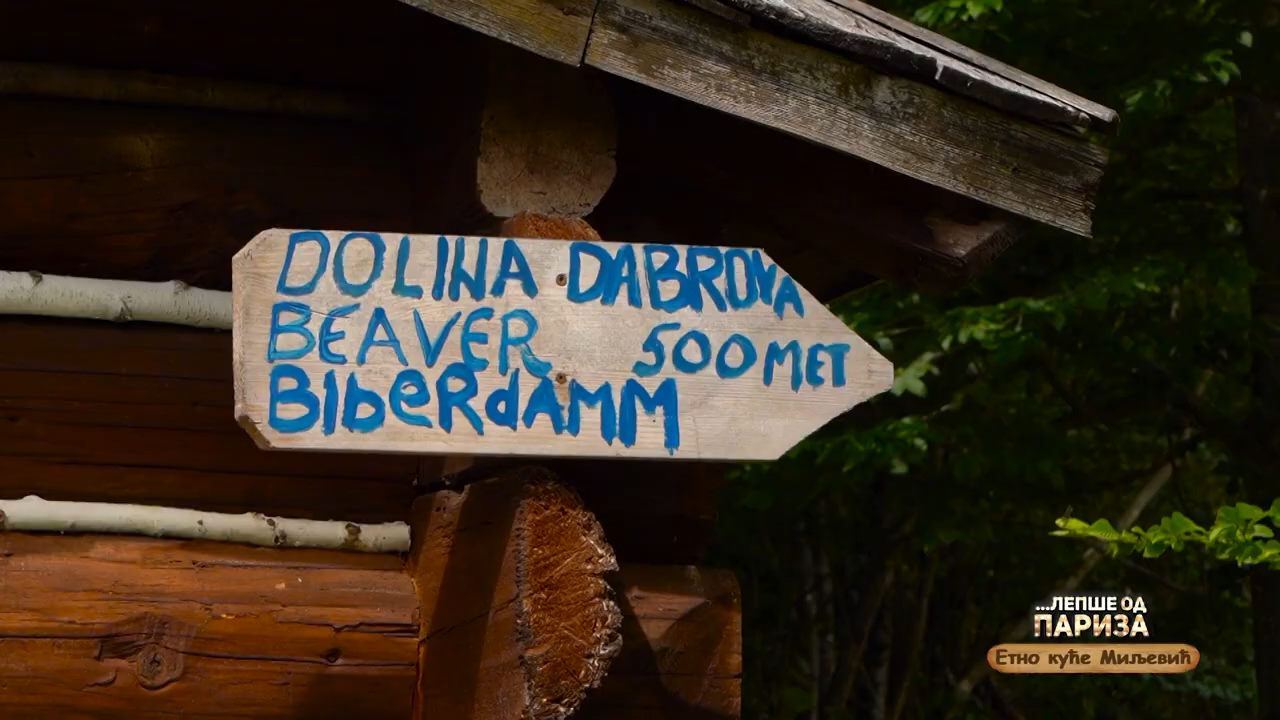 DOLINA DABROVA
BEAVER 500MET
BIbeRdAMM
...ЛЕПШЕ ОД
ПАРИЗА
Етно куће Миљевић